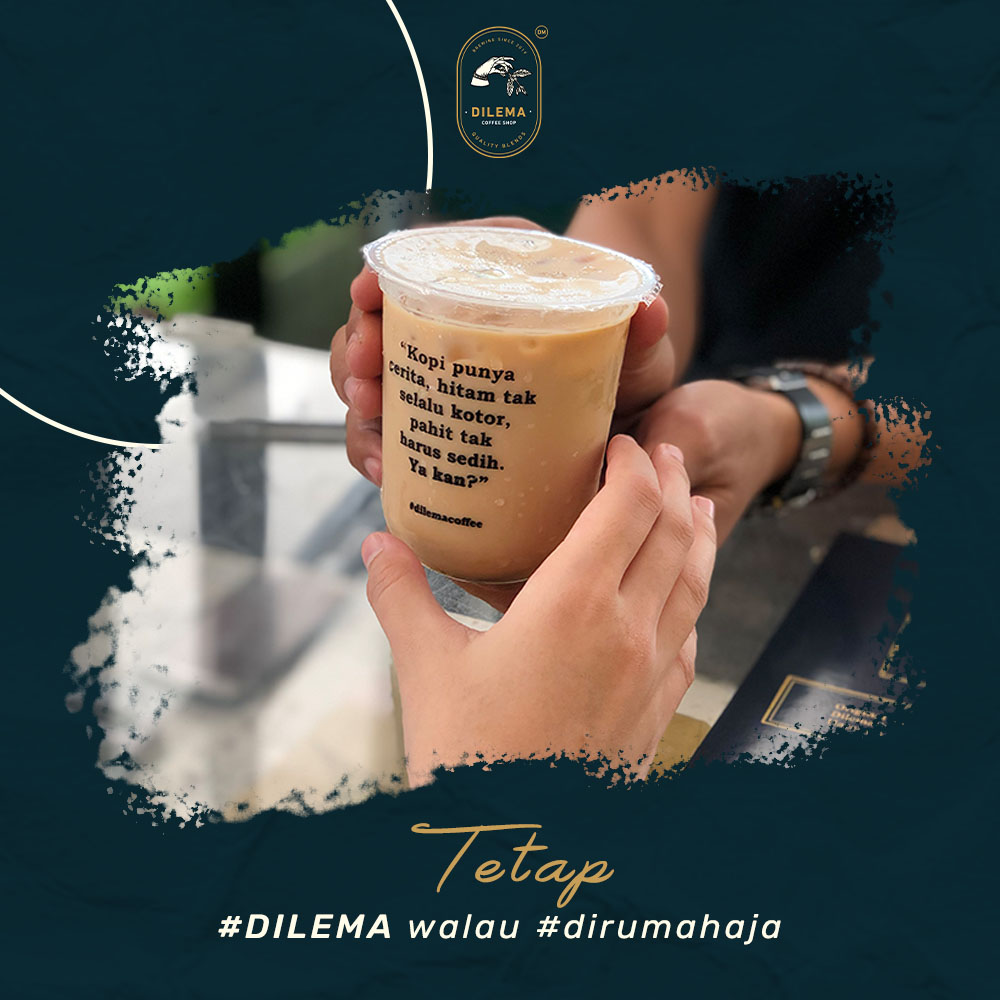 DM
BREWING SINCE 2017
· DILEMA ·
COFFEE SHOP
QUALITY BLENDS
“Kopi punya
cerita, hitam tak
selalu kotor,
pahit tak
harus sedih.
Ya kan?”
#dilemacoffee
Tetap
#DILEMA walau #dirumahaja